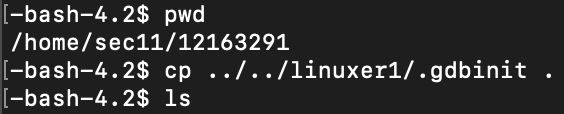 [-bash-4.2$ pwd
/home/sec11/12163291
[-bash-4.2$ cp ../../linuxer1/.gdbinit .
[-bash-4.2$ ls